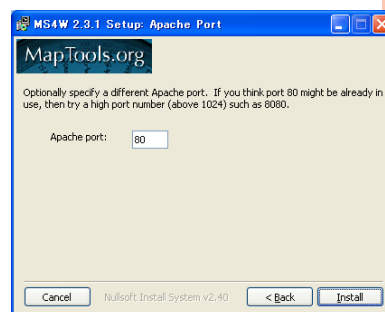 MS4W 2.3.1 Setup: Apache Port
MapTools.org
Optionally specify a different Apache port. If you think port 80 might be already in
use, then try a high port number (above 1024) such as 8080.
Apache port: 80
Cancel Nullsoft Install System v2.40 < Back Install